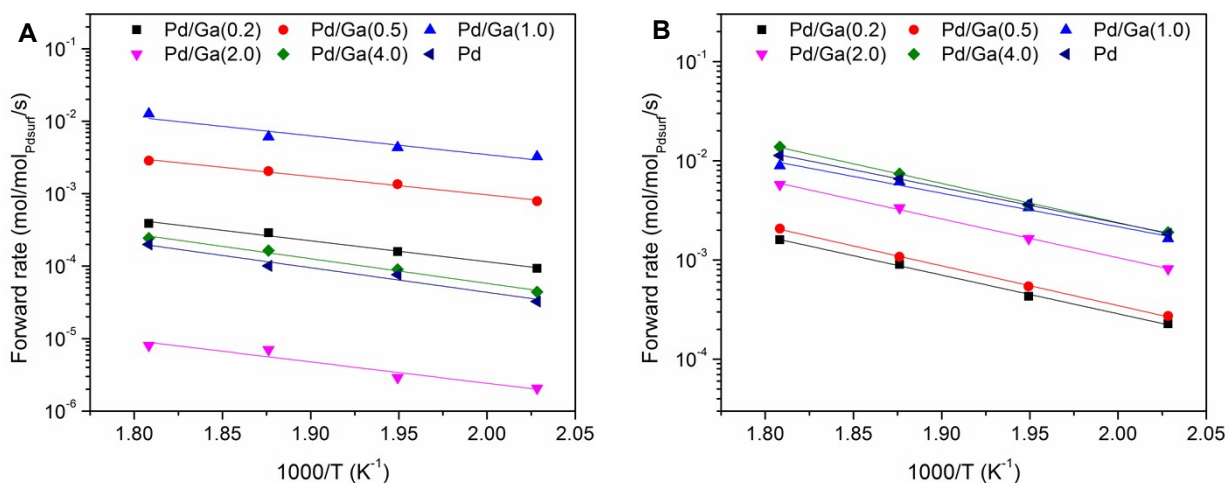 A
Pd/Ga(0.2) Pd/Ga(0.5) Pd/Ga(1.0)
Pd/Ga(2.0) Pd/Ga(4.0) Pd
10⁻¹
10⁻²
10⁻³
10⁻⁴
10⁻⁵
10⁻⁶
Forward rate (mol/mol_Pdsurf/s)
1.80 1.85 1.90 1.95 2.00 2.05
1000/T (K⁻¹)
B
Pd/Ga(0.2) Pd/Ga(0.5) Pd/Ga(1.0)
Pd/Ga(2.0) Pd/Ga(4.0) Pd
10⁻¹
10⁻²
10⁻³
10⁻⁴
Forward rate (mol/mol_Pdsurf/s)
1.80 1.85 1.90 1.95 2.00 2.05
1000/T (K⁻¹)